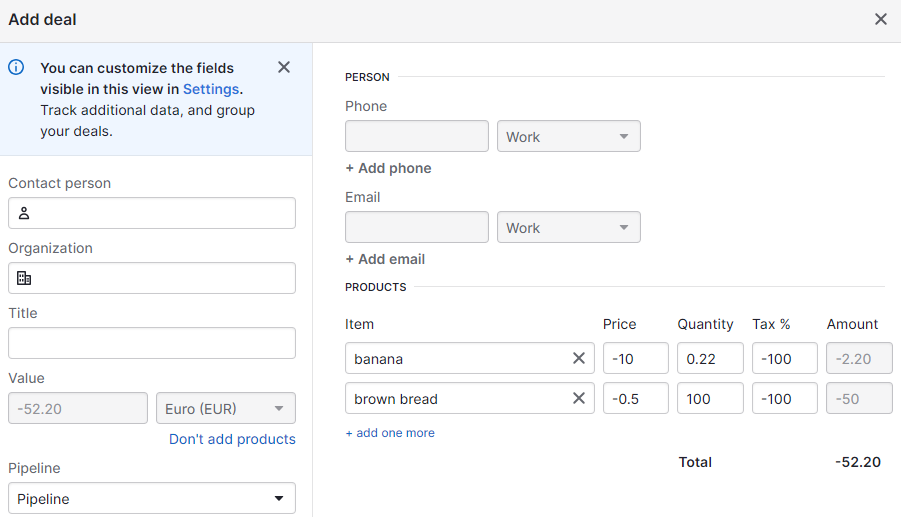 Add deal
You can customize the fields
visible in this view in Settings.
Track additional data, and group
your deals.
Contact person
Organization
Title
Value
-52.20 Euro (EUR)
Don't add products
Pipeline
Pipeline
PERSON
Phone
Work
+ Add phone
Email
Work
+ Add email
PRODUCTS
Item Price Quantity Tax % Amount
banana -10 0.22 -100 -2.20
brown bread -0.5 100 -100 -50
+ add one more
Total -52.20